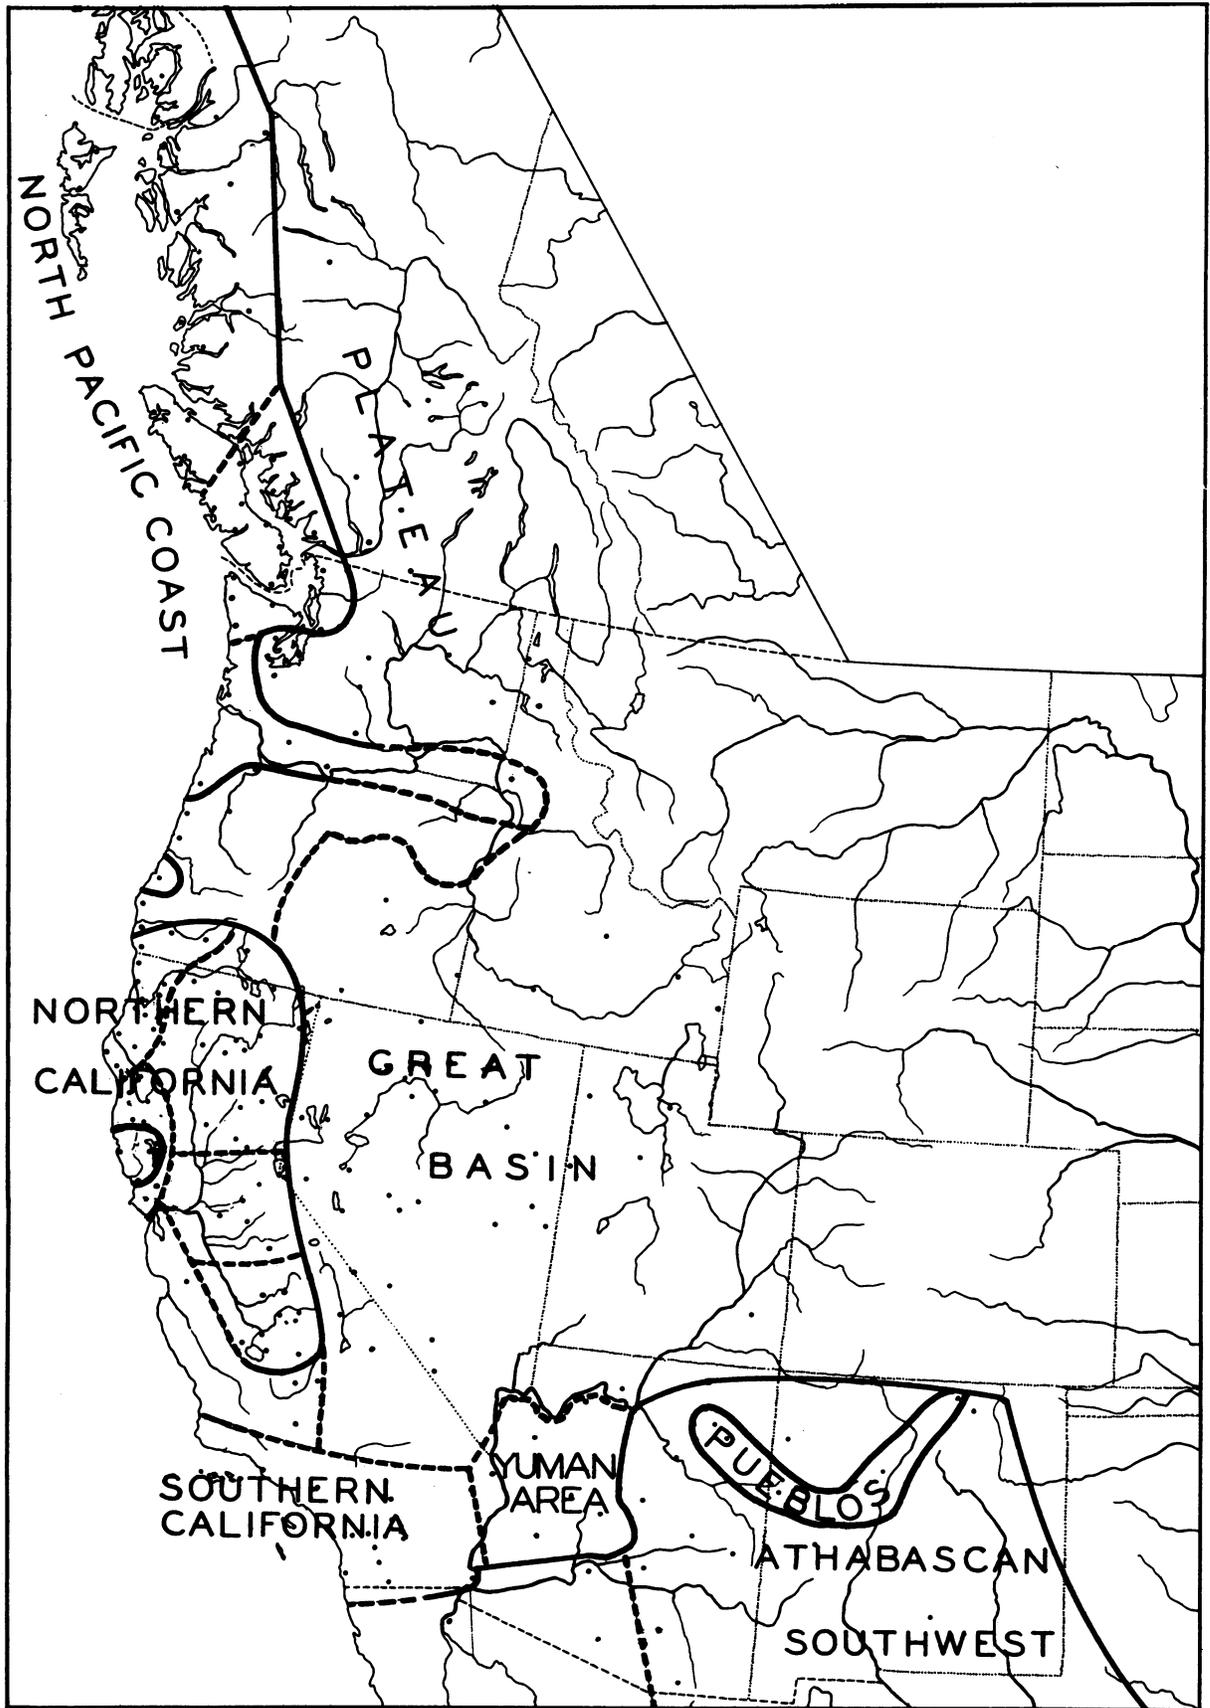 NORTH PACIFIC COAST
PLATEAU
NORTHERN
CALIFORNIA
GREAT
BASIN
YUMAN
AREA
PUEBLOS
SOUTHERN
CALIFORNIA
ATHABASCAN
SOUTHWEST